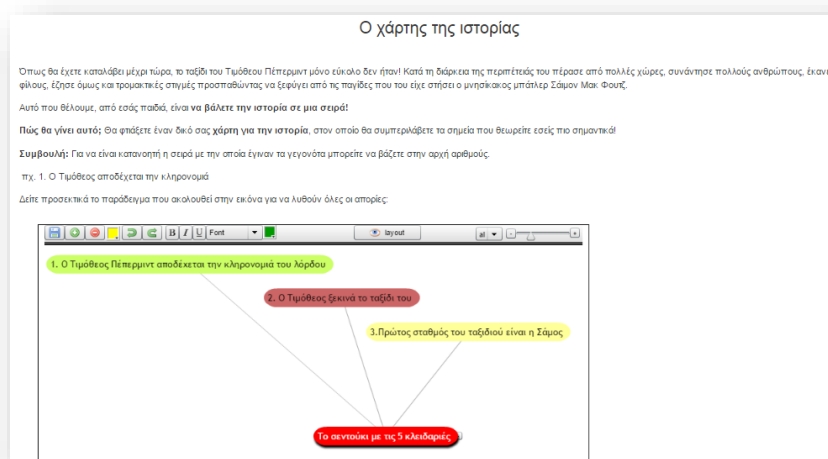 Ο χάρτης της ιστορίας
Όπως θα έχετε καταλάβει μέχρι τώρα, το ταξίδι του Τιμόθεου Πέπερμιντ μόνο εύκολο δεν ήταν! Κατά τη διάρκεια της περιπέτειάς του πέρασε από πολλές χώρες, συνάντησε πολλούς ανθρώπους, έκανε
φίλους, έζησε όμως και τρομακτικές στιγμές προσπαθώντας να ξεφύγει από τις παγίδες που του είχε στήσει ο μνησίκακος μπάτλερ Σάιμον Μακ Φουτζ.
Αυτό που θέλουμε, από εσάς παιδιά, είναι να βάλετε την ιστορία σε μια σειρά!
Πώς θα γίνει αυτό; Θα φτιάξετε έναν δικό σας χάρτη για την ιστορία, στον οποίο θα συμπεριλάβετε τα σημεία που θεωρείτε εσείς πιο σημαντικά!
Συμβουλή: Για να είναι κατανοητή η σειρά με την οποία έγιναν τα γεγονότα μπορείτε να βάζετε στην αρχή αριθμούς.
πχ. 1. Ο Τιμόθεος αποδέχεται την κληρονομιά
Δείτε προσεκτικά το παράδειγμα που ακολουθεί στην εικόνα για να λυθούν όλες οι απορίες:
B I U Font layout al - +
1. Ο Τιμόθεος Πέπερμιντ αποδέχεται την κληρονομιά του λόρδου
2. Ο Τιμόθεος ξεκινά το ταξίδι του
3.Πρώτος σταθμός του ταξιδιού είναι η Σάμος
Το σεντούκι με τις 5 κλειδαριές